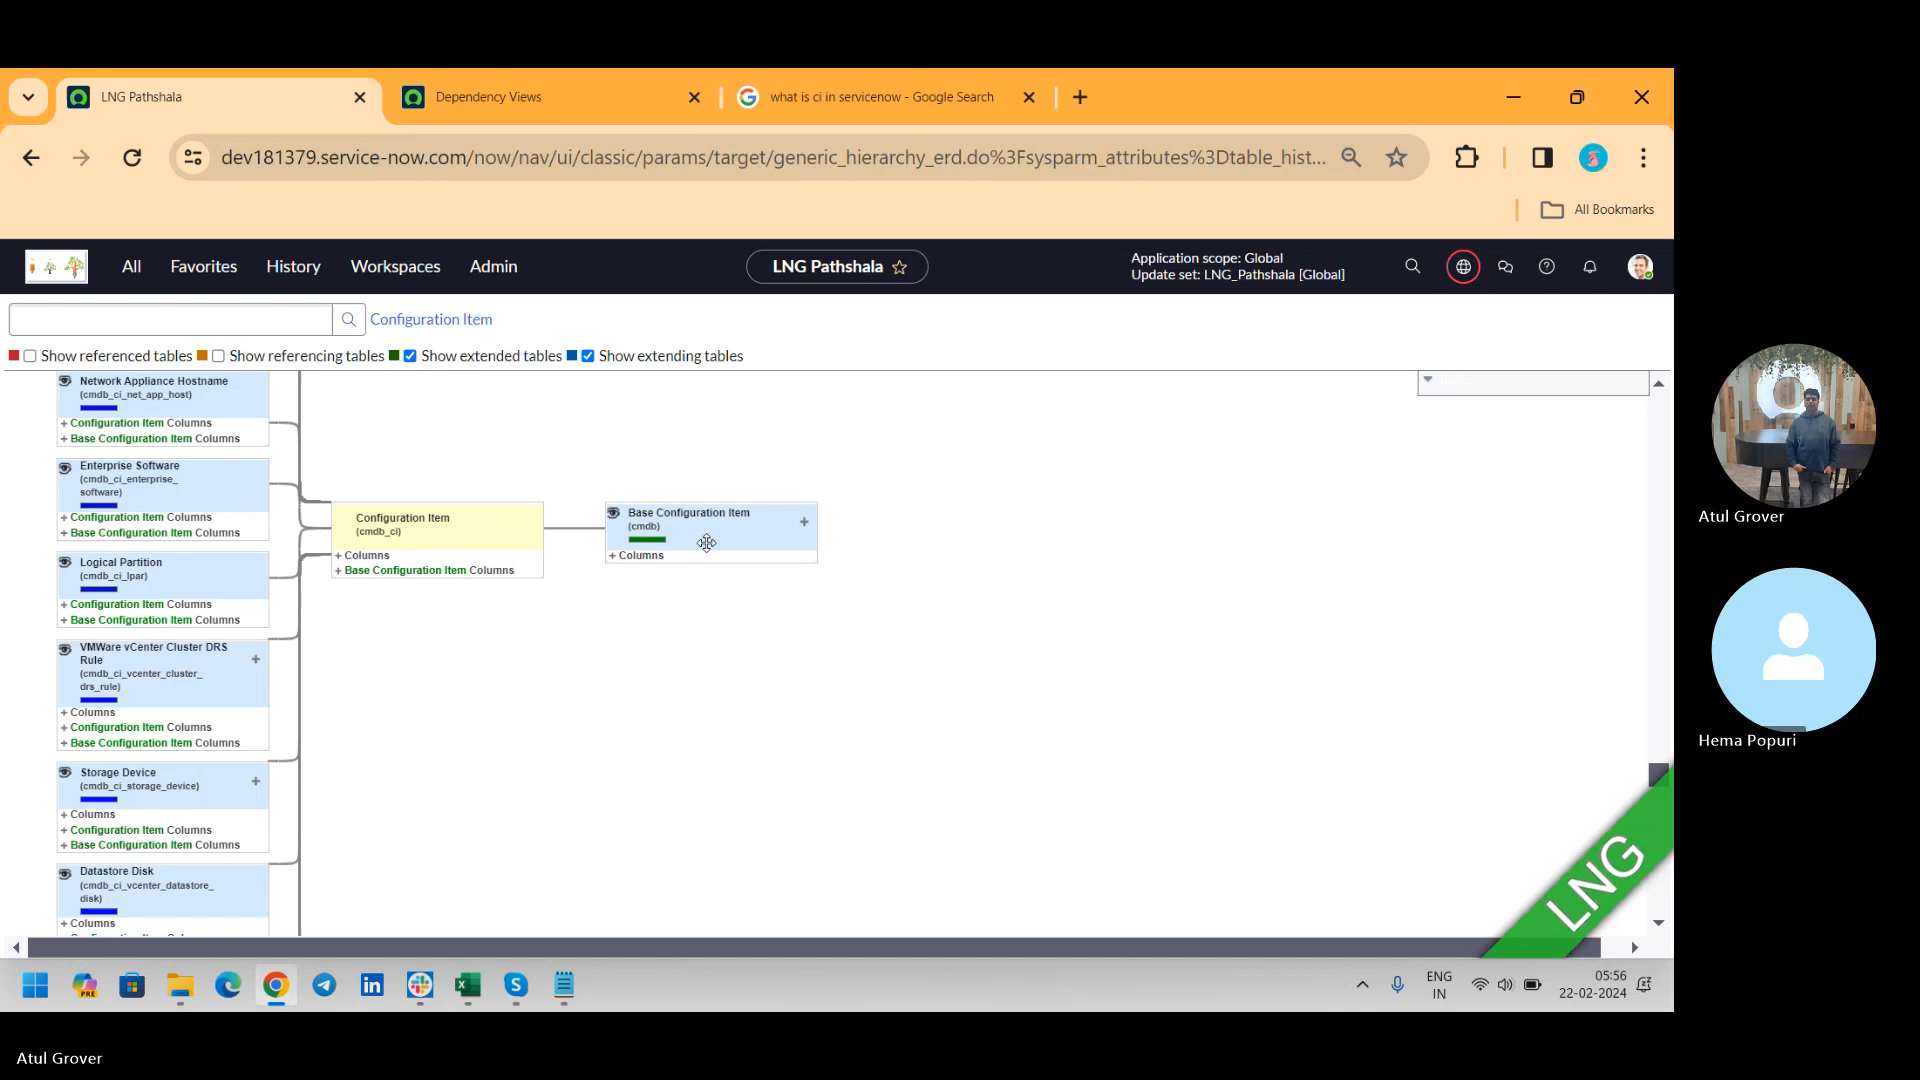 LNG Pathshala
Dependency Views
what is ci in servicenow - Google Search
dev181379.service-now.com/now/nav/ui/classic/params/target/generic_hierarchy_erd.do%3Fsysparm_attributes%3Dtable_hist...
All Bookmarks
All
Favorites
History
Workspaces
Admin
LNG Pathshala
Application scope: Global
Update set: LNG_Pathshala [Global]
Configuration Item
Show referenced tables
Show referencing tables
Show extended tables
Show extending tables
Network Appliance Hostname
(cmdb_ci_net_app_host)
+ Configuration Item Columns
+ Base Configuration Item Columns
Enterprise Software
(cmdb_ci_enterprise_
software)
+ Configuration Item Columns
+ Base Configuration Item Columns
Logical Partition
(cmdb_ci_lpar)
+ Configuration Item Columns
+ Base Configuration Item Columns
VMWare vCenter Cluster DRS
Rule
(cmdb_ci_vcenter_cluster_
drs_rule)
+ Columns
+ Configuration Item Columns
+ Base Configuration Item Columns
Storage Device
(cmdb_ci_storage_device)
+ Columns
+ Configuration Item Columns
+ Base Configuration Item Columns
Datastore Disk
(cmdb_ci_vcenter_datastore_
disk)
+ Columns
Configuration Item
(cmdb_ci)
+ Columns
+ Base Configuration Item Columns
Base Configuration Item
(cmdb)
+ Columns
LNG
PRE
ENG
IN
05:56
22-02-2024
Atul Grover
Hema Popuri
Atul Grover